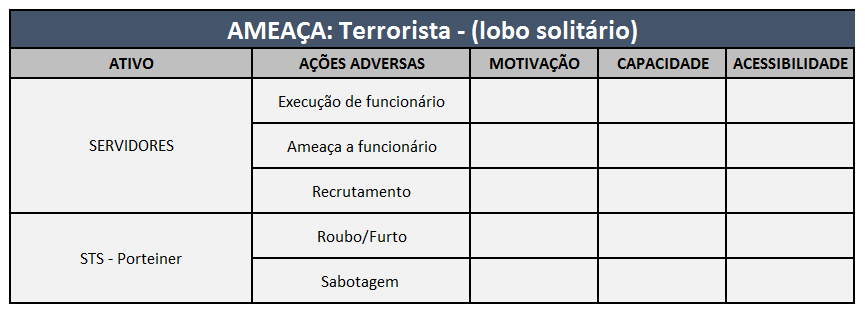 AMEAÇA: Terrorista - (lobo solitário)
ATIVO AÇÕES ADVERSAS MOTIVAÇÃO CAPACIDADE ACESSIBILIDADE
SERVIDORES
Execução de funcionário
Ameaça a funcionário
Recrutamento
STS - Porteiner
Roubo/Furto
Sabotagem